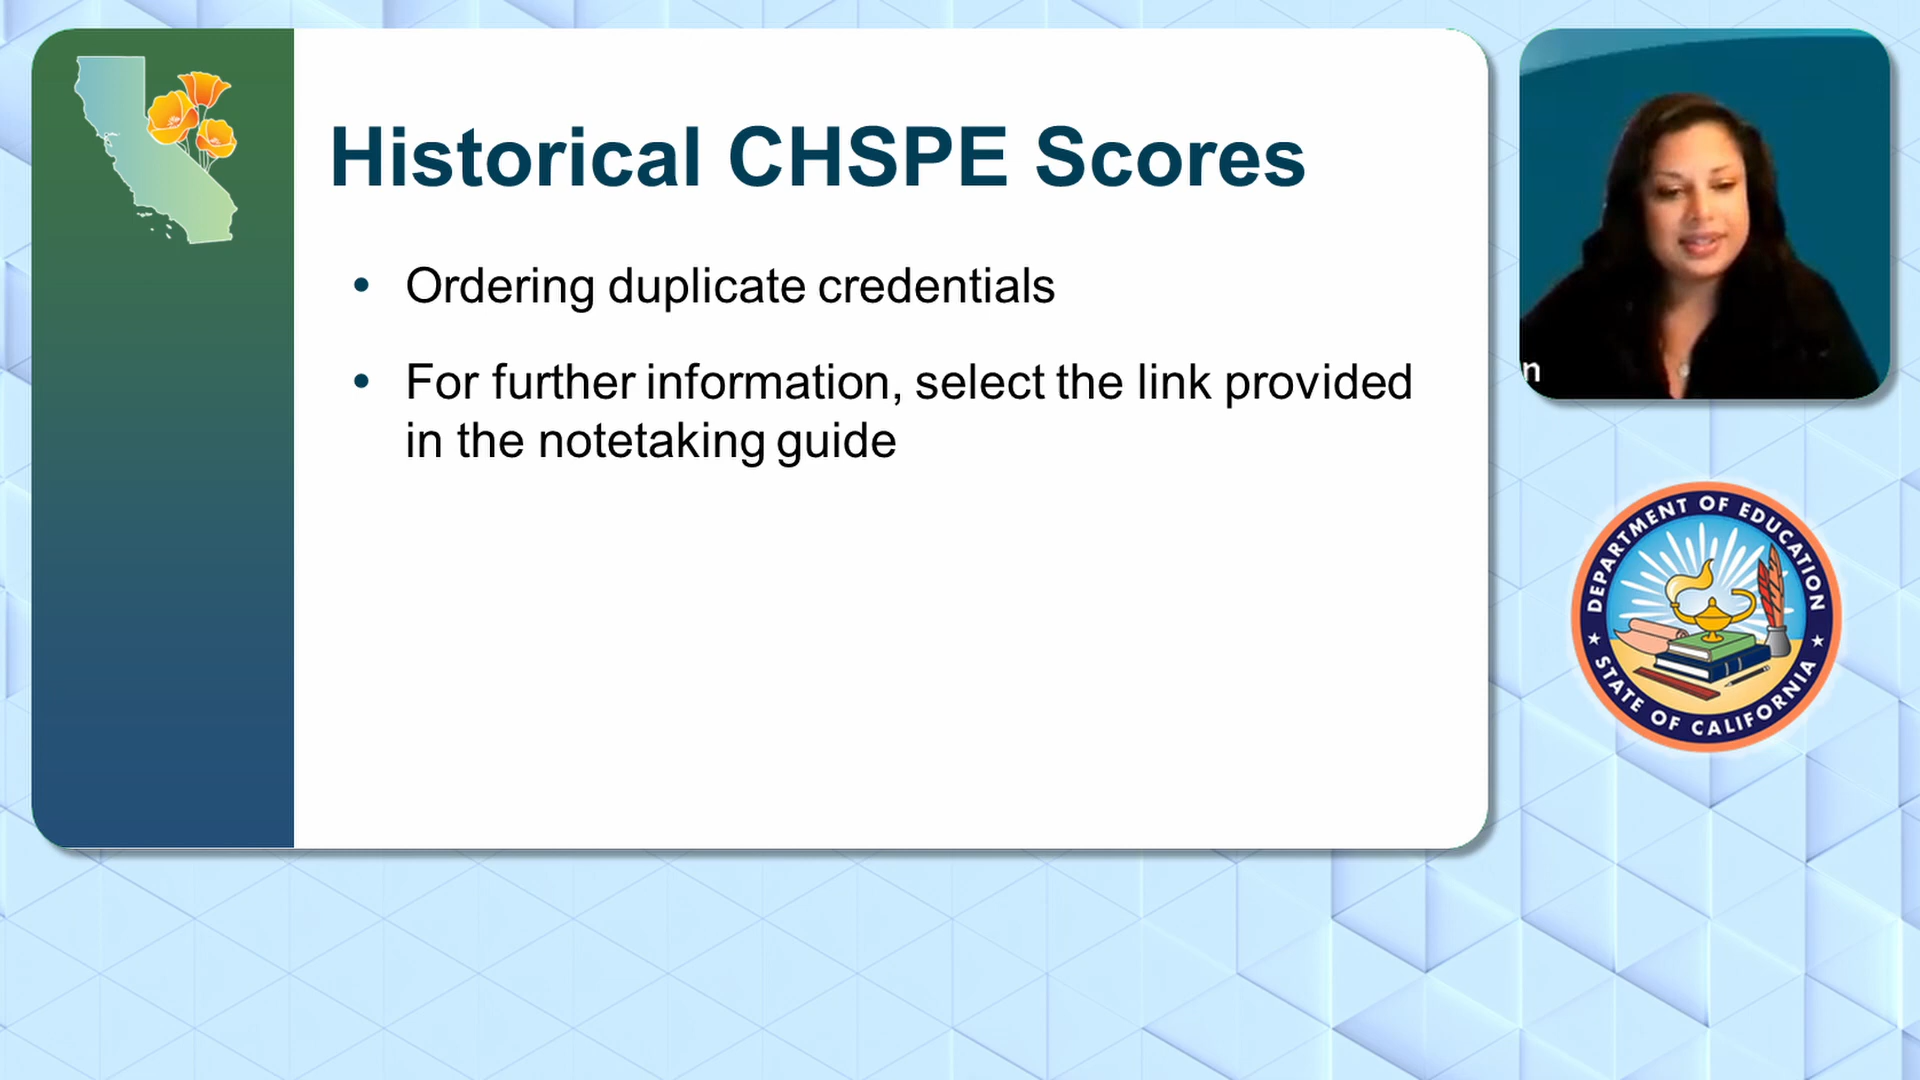 Historical CHSPE Scores
• Ordering duplicate credentials
• For further information, select the link provided
in the notetaking guide
n
DEPARTMENT OF EDUCATION
STATE OF CALIFORNIA